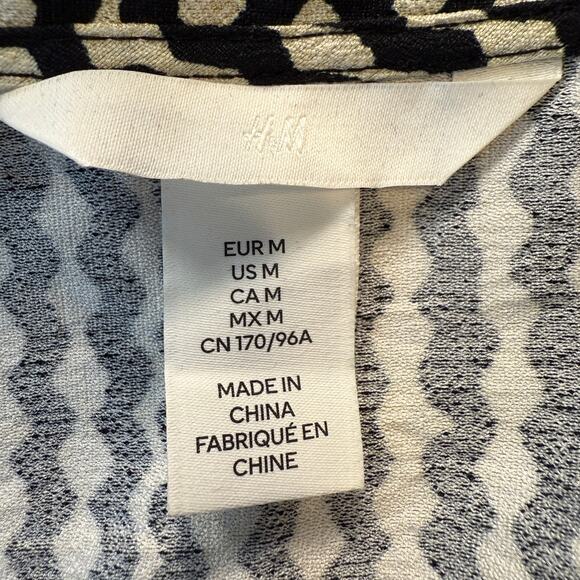 H&M
EUR M
US M
CA M
MX M
CN 170/96A
MADE IN
CHINA
FABRIQUÉ EN
CHINE